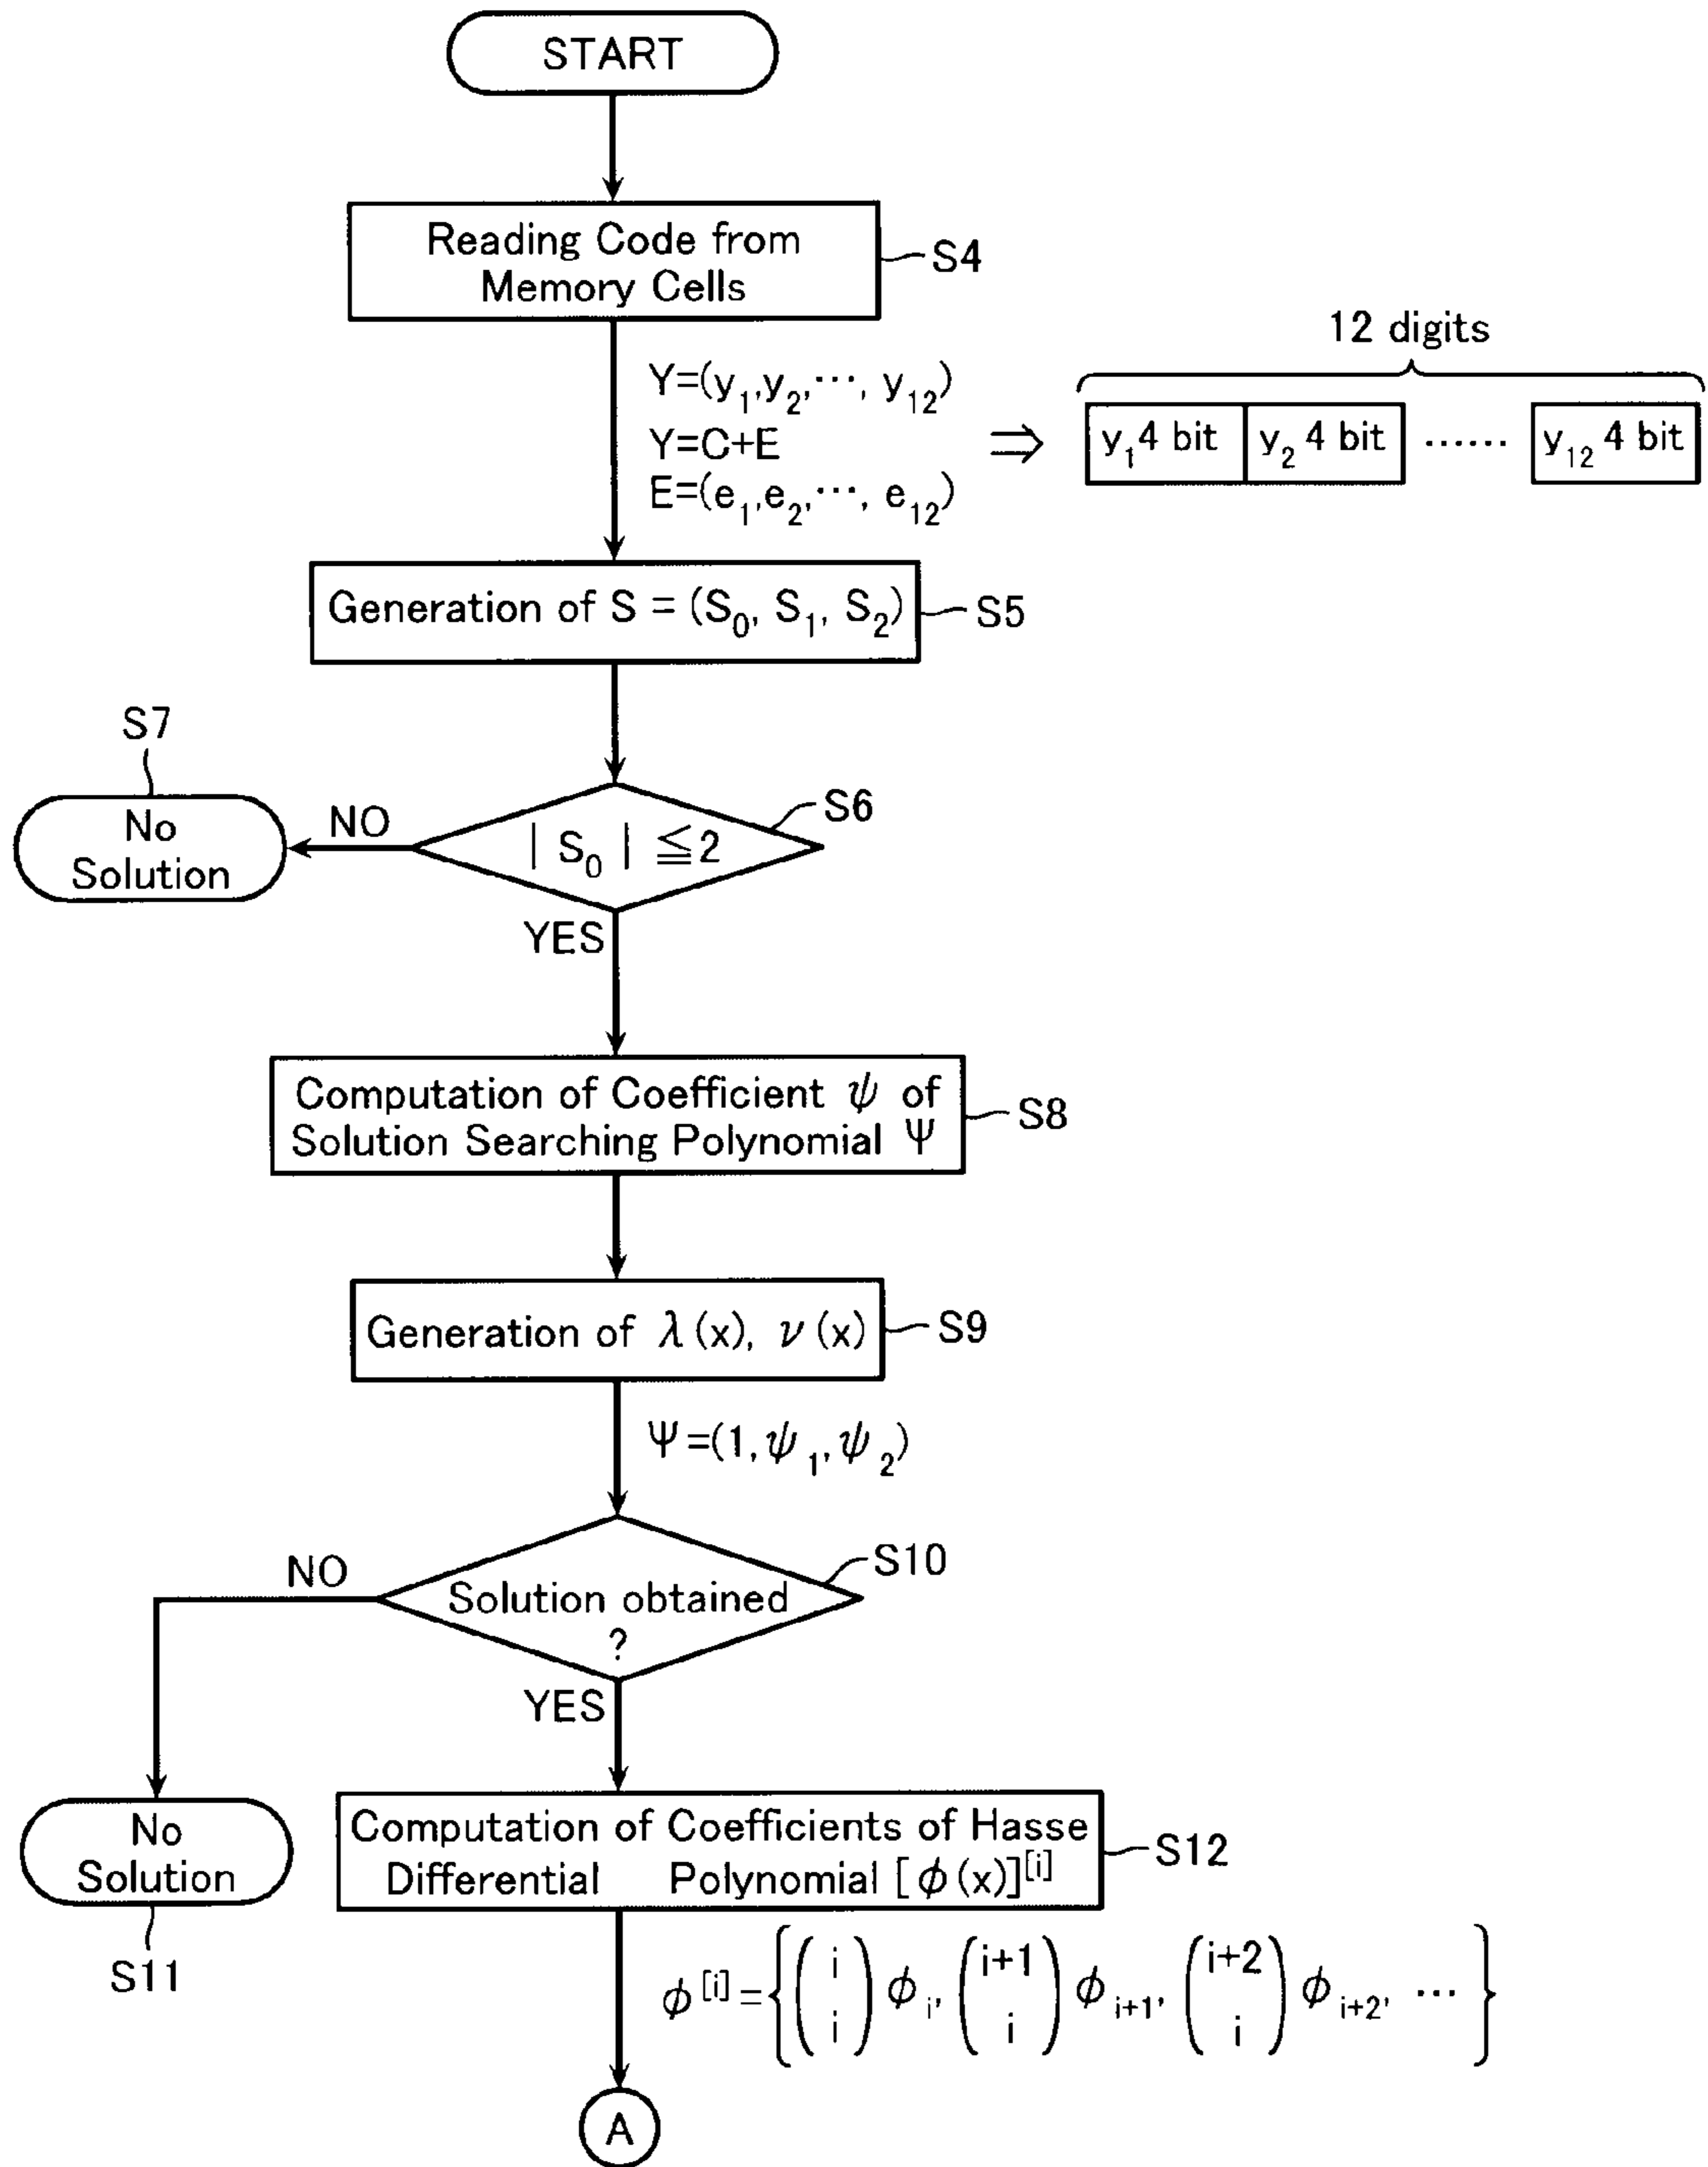 START
Reading Code from
Memory Cells
S4
Y=(y₁,y₂,⋯, y₁₂)
Y=C+E
E=(e₁,e₂,⋯, e₁₂)
⇒
12 digits
y₁ 4 bit
y₂ 4 bit
⋯⋯
y₁₂ 4 bit
Generation of S = (S₀, S₁, S₂)
S5
S7
No
Solution
NO
| S₀ | ≦2
S6
YES
Computation of Coefficient ψ of
Solution Searching Polynomial Ψ
S8
Generation of λ(x), ν(x)
S9
Ψ=(1, ψ₁, ψ₂)
NO
Solution obtained
?
S10
YES
No
Solution
S11
Computation of Coefficients of Hasse
Differential Polynomial [ϕ(x)]^[i]
S12
ϕ^[i] = { (i i) ϕ_i, (i+1 i) ϕ_i+1, (i+2 i) ϕ_i+2, ⋯ }
A